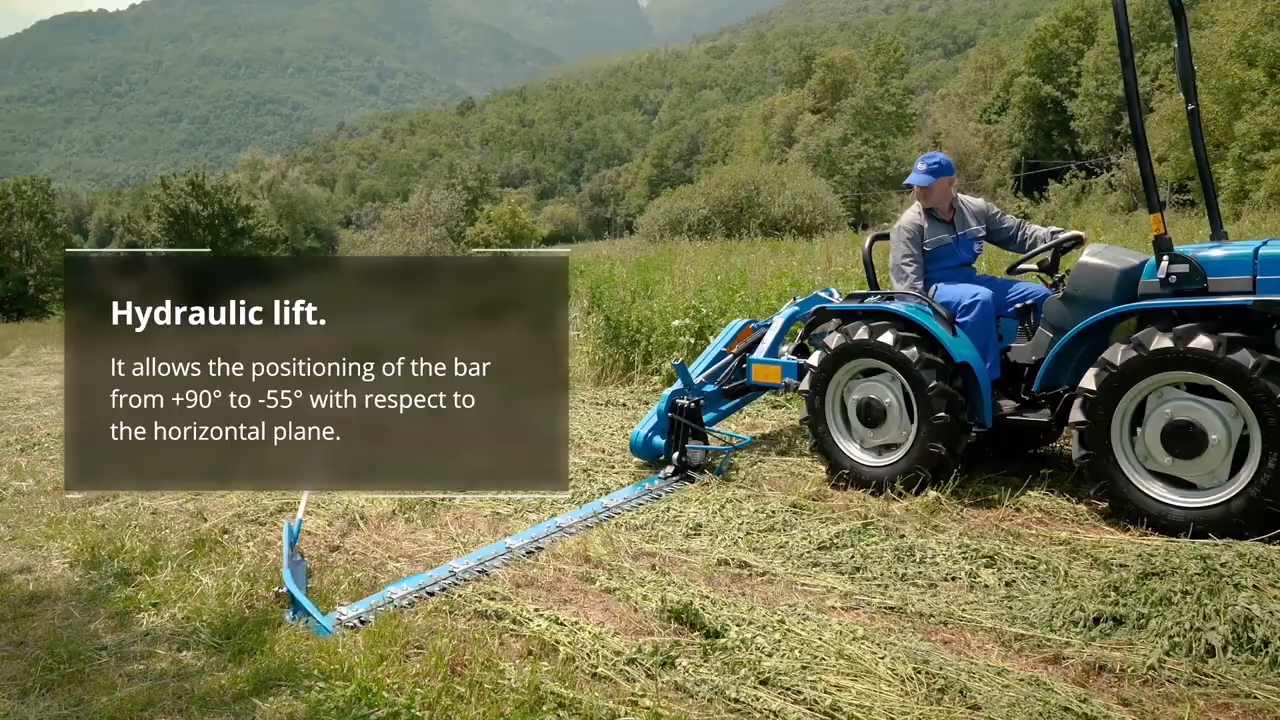 Hydraulic lift.
It allows the positioning of the bar
from +90° to -55° with respect to
the horizontal plane.